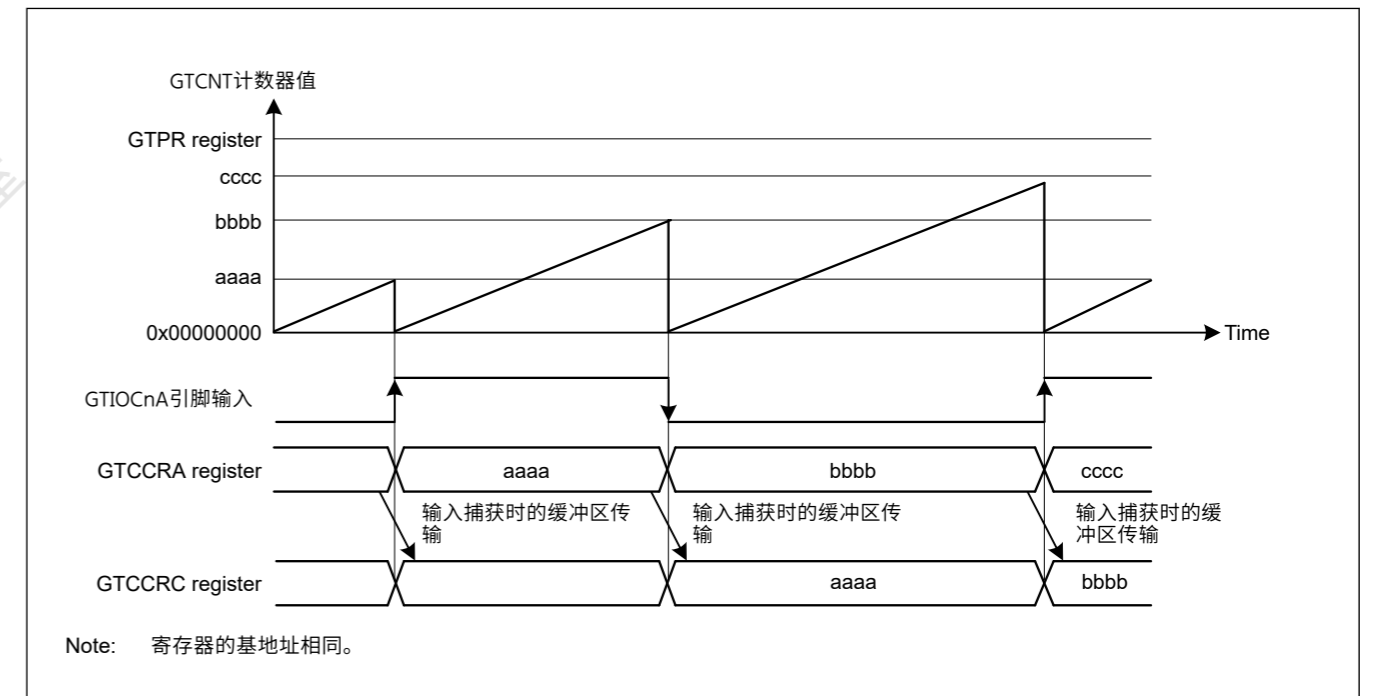 GTCNT计数器值
GTPR register
cccc
bbbb
aaaa
0x00000000
Time
GTIOCnA引脚输入
GTCCRA register
aaaa
bbbb
cccc
输入捕获时的缓冲区传
输
输入捕获时的缓冲区传
输
输入捕获时的缓
冲区传输
GTCCRC register
aaaa
bbbb
Note: 寄存器的基地址相同。